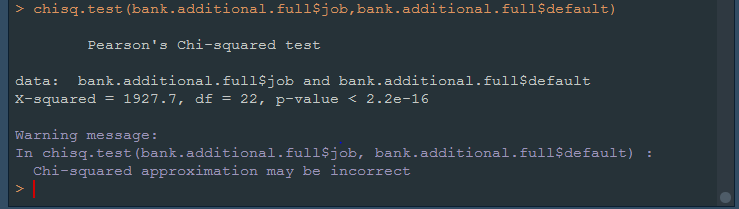 > chisq.test(bank.additional.full$job,bank.additional.full$default)
Pearson's Chi-squared test
data:  bank.additional.full$job and bank.additional.full$default
X-squared = 1927.7, df = 22, p-value < 2.2e-16
Warning message:
In chisq.test(bank.additional.full$job, bank.additional.full$default) :
Chi-squared approximation may be incorrect
>